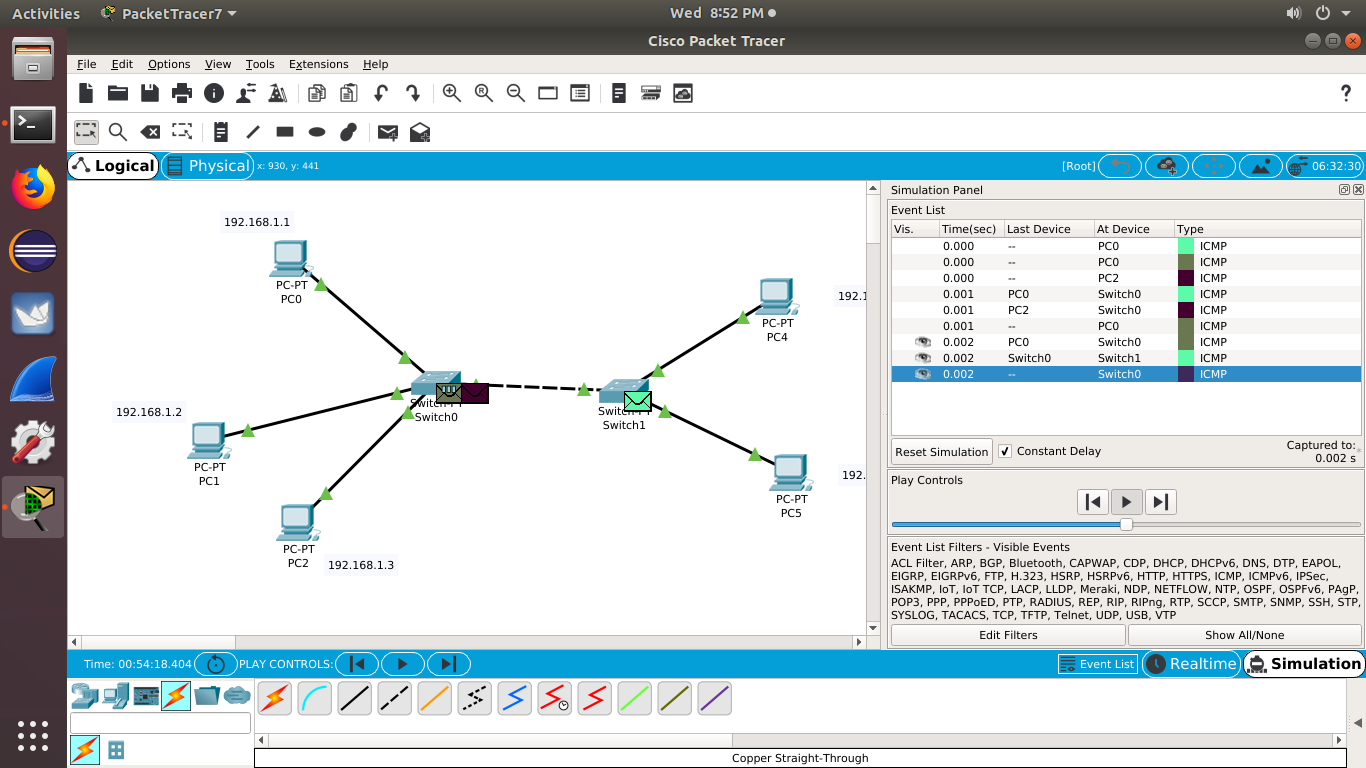 Activities PacketTracer7 Wed 8:52 PM
Cisco Packet Tracer
File Edit Options View Tools Extensions Help
Logical Physical x: 930, y: 441 [Root] 06:32:30
192.168.1.1
PC-PT
PC0
192.168.1.2
PC-PT
PC1
PC-PT
PC2
192.168.1.3
Switch-PT
Switch0
Switch-PT
Switch1
192.1
PC-PT
PC4
192.
PC-PT
PC5
Simulation Panel
Event List
Vis. Time(sec) Last Device At Device Type
0.000 -- PC0 ICMP
0.000 -- PC0 ICMP
0.000 -- PC2 ICMP
0.001 PC0 Switch0 ICMP
0.001 PC2 Switch0 ICMP
0.001 -- PC0 ICMP
0.002 PC0 Switch0 ICMP
0.002 Switch0 Switch1 ICMP
0.002 -- Switch0 ICMP
Reset Simulation Constant Delay Captured to:
0.002 s
Play Controls
Event List Filters - Visible Events
ACL Filter, ARP, BGP, Bluetooth, CAPWAP, CDP, DHCP, DHCPv6, DNS, DTP, EAPOL,
EIGRP, EIGRPv6, FTP, H.323, HSRP, HSRPv6, HTTP, HTTPS, ICMP, ICMPv6, IPSec,
ISAKMP, IoT, IoT TCP, LACP, LLDP, Meraki, NDP, NETFLOW, NTP, OSPF, OSPFv6, PAgP,
POP3, PPP, PPPoED, PTP, RADIUS, REP, RIP, RIPng, RTP, SCCP, SMTP, SNMP, SSH, STP,
SYSLOG, TACACS, TCP, TFTP, Telnet, UDP, USB, VTP
Edit Filters Show All/None
Time: 00:54:18.404 PLAY CONTROLS: Event List Realtime Simulation
Copper Straight-Through